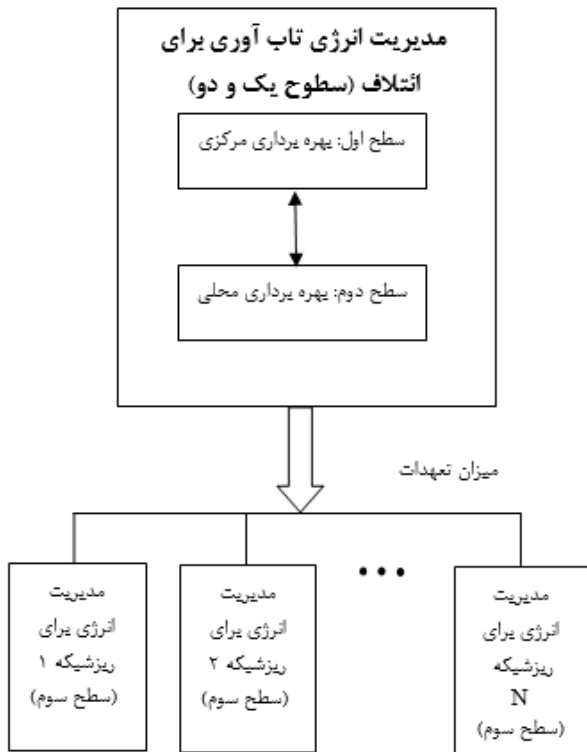 مدیریت انرژی تاب آوری برای
ائتلاف (سطوح یک و دو)
سطح اول: بهره برداری مرکزی
سطح دوم: بهره برداری محلی
میزان تعهدات
مدیریت
انرژی برای
ریزشبکه ۱
(سطح سوم)
مدیریت
انرژی برای
ریزشبکه ۲
(سطح سوم)
•••
مدیریت
انرژی برای
ریزشبکه
N
(سطح سوم)